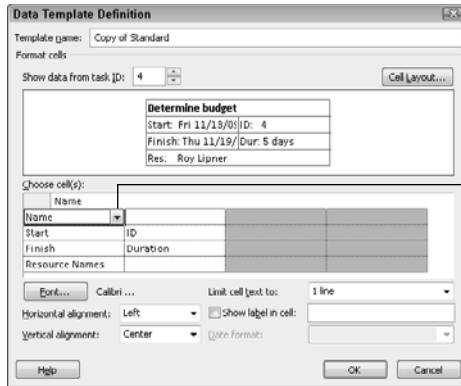 Data Template Definition
Template name: Copy of Standard
Format cells
Show data from task ID: 4 Cell Layout...
Determine budget
Start: Fri 11/13/09 ID: 4
Finish: Thu 11/19/ Dur: 5 days
Res: Roy Lipner
Choose cell(s):
Name
Name
Start ID
Finish Duration
Resource Names
Font... Calibri ... Limit cell text to: 1 line
Horizontal alignment: Left Show label in cell:
Vertical alignment: Center Date format:
Help OK Cancel